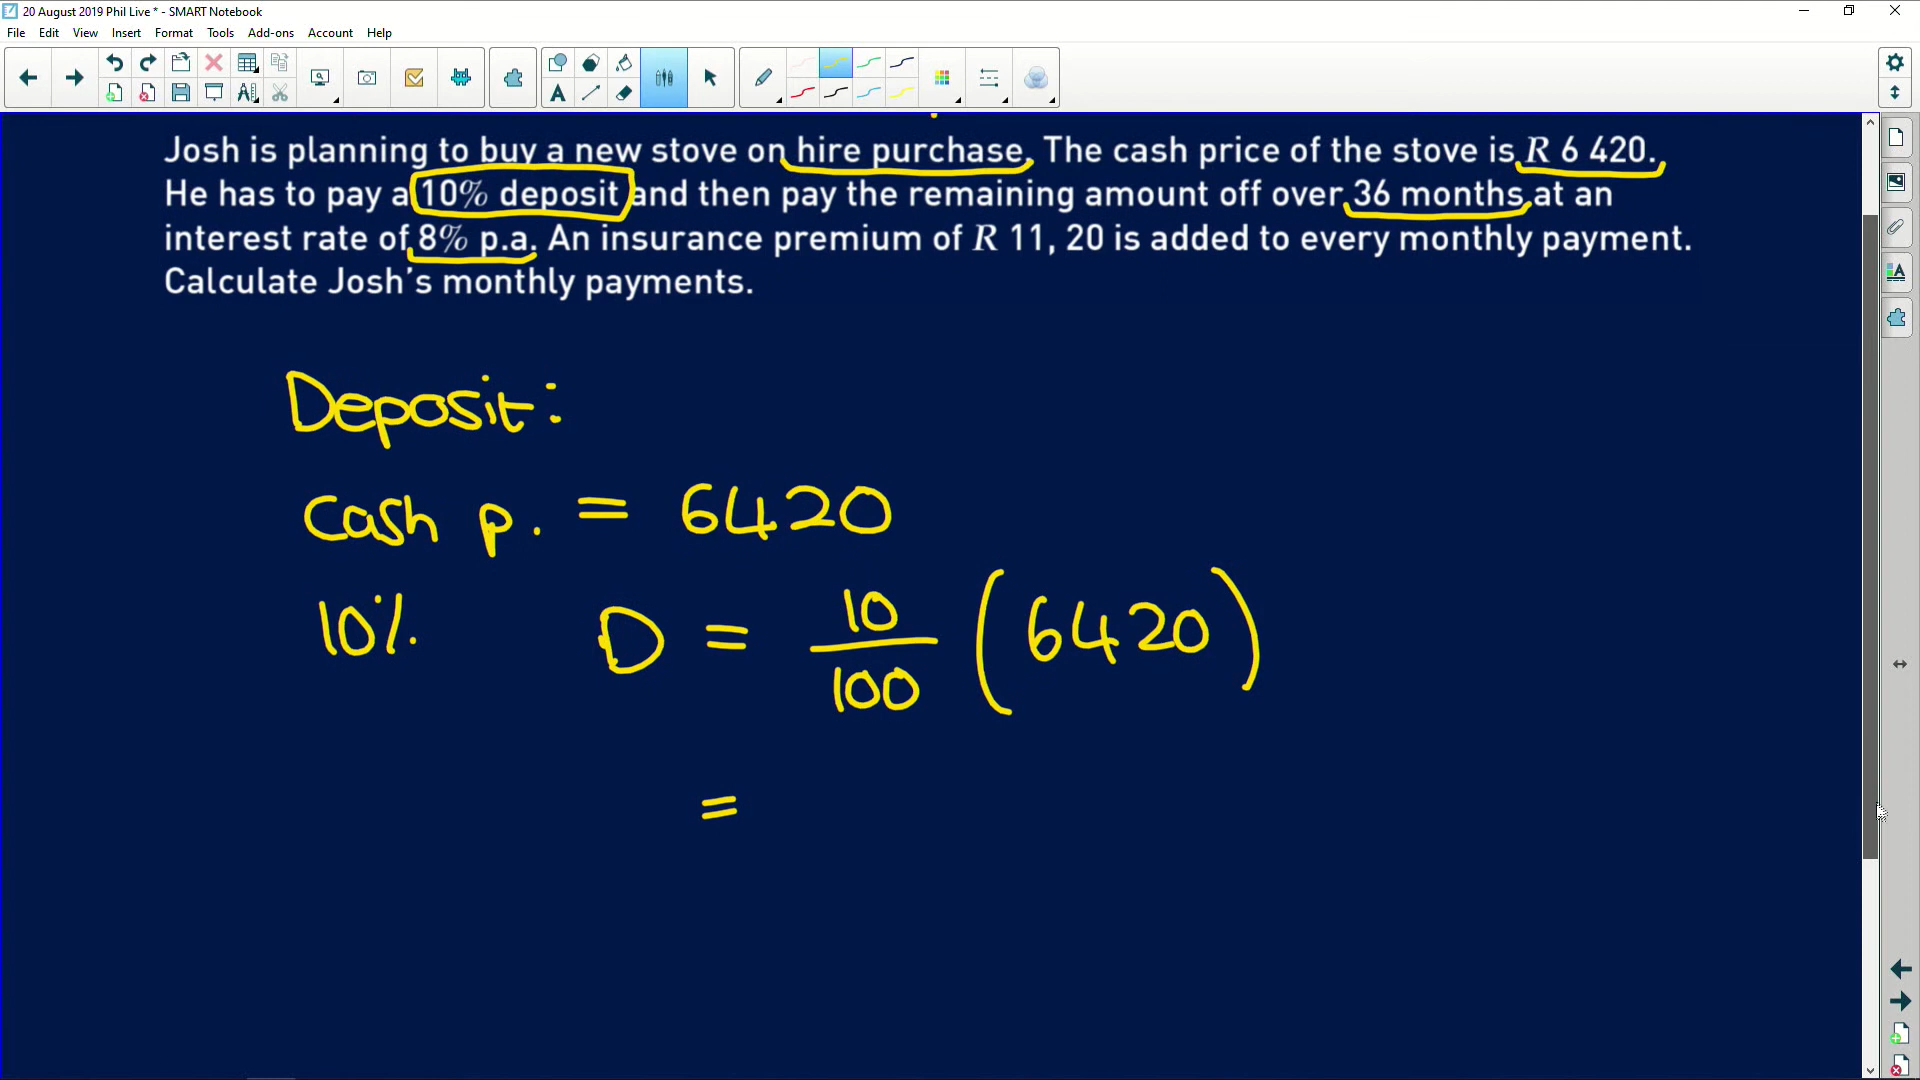 20 August 2019 Phil Live * - SMART Notebook
File Edit View Insert Format Tools Add-ons Account Help
Josh is planning to buy a new stove on hire purchase. The cash price of the stove is R 6 420.
He has to pay a 10% deposit and then pay the remaining amount off over 36 months at an
interest rate of 8% p.a. An insurance premium of R 11, 20 is added to every monthly payment.
Calculate Josh's monthly payments.
Deposit:
Cash p. = 6420
10% D = 10/100 (6420)
=